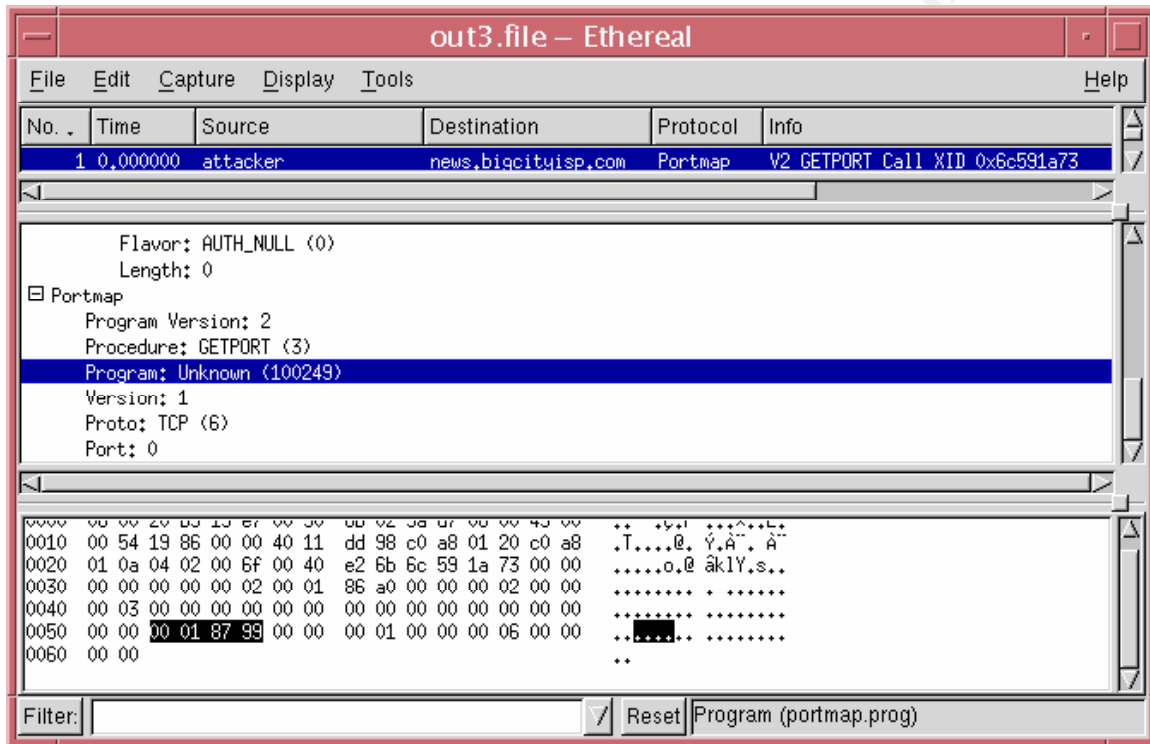 out3.file – Ethereal
File Edit Capture Display Tools Help
No. . Time Source Destination Protocol Info
1 0.000000 attacker news.bigcityisp.com Portmap V2 GETPORT Call XID 0x6c591a73
Flavor: AUTH_NULL (0)
Length: 0
Portmap
Program Version: 2
Procedure: GETPORT (3)
Program: Unknown (100249)
Version: 1
Proto: TCP (6)
Port: 0
0010 00 54 19 86 00 00 40 11 dd 98 c0 a8 01 20 c0 a8 .T....@. Ý.À¨. À¨
0020 01 0a 04 02 00 6f 00 40 e2 6b 6c 59 1a 73 00 00 .....o.@ âklY.s..
0030 00 00 00 00 00 02 00 01 86 a0 00 00 00 02 00 00 ........ . ......
0040 00 03 00 00 00 00 00 00 00 00 00 00 00 00 00 00 ........ ........
0050 00 00 00 01 87 99 00 00 00 01 00 00 00 06 00 00 ........ ........
0060 00 00 ..
Filter: Reset Program (portmap.prog)